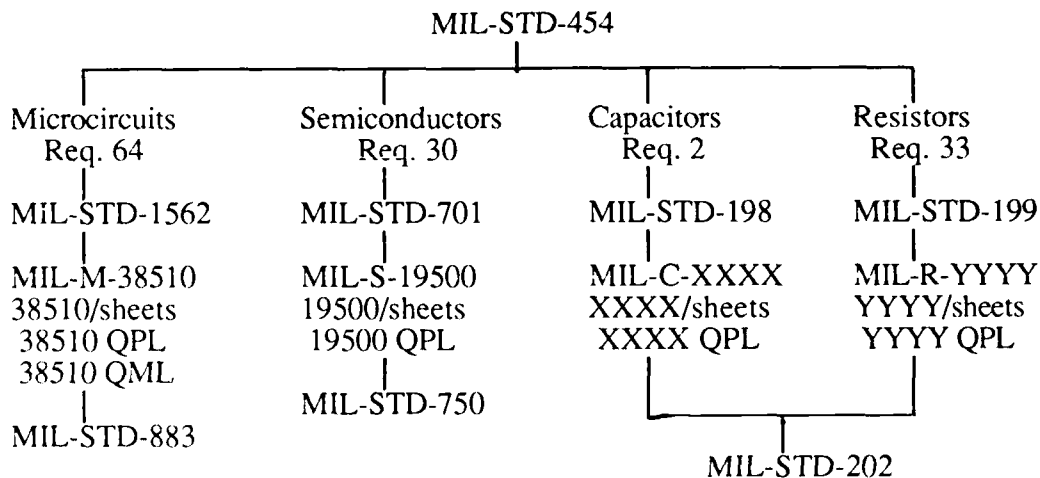 MIL-STD-454
Microcircuits
Req. 64
MIL-STD-1562
MIL-M-38510
38510/sheets
38510 QPL
38510 QML
MIL-STD-883
Semiconductors
Req. 30
MIL-STD-701
MIL-S-19500
19500/sheets
19500 QPL
MIL-STD-750
Capacitors
Req. 2
MIL-STD-198
MIL-C-XXXX
XXXX/sheets
XXXX QPL
Resistors
Req. 33
MIL-STD-199
MIL-R-YYYY
YYYY/sheets
YYYY QPL
MIL-STD-202